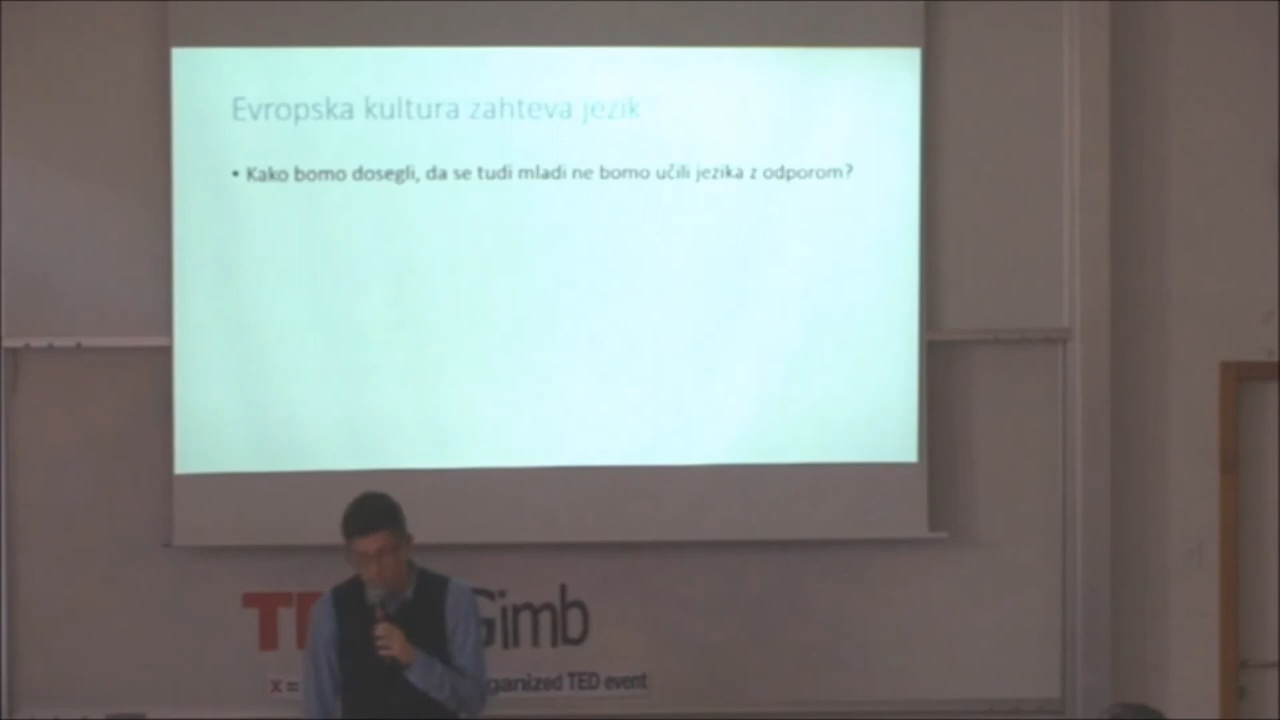 Evropska kultura zahteva jezik
• Kako bomo dosegli, da se tudi mladi ne bomo učili jezika z odporom?
Gimb
x =
ganized TED event